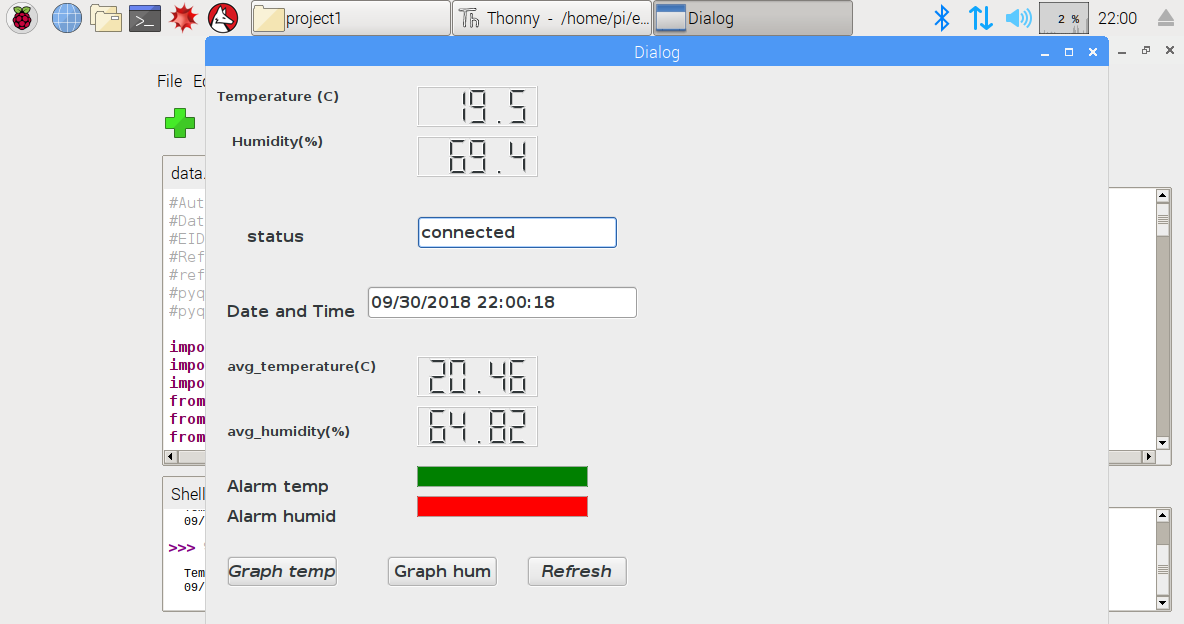 project1
Thonny - /home/pi/e...
Dialog
2 %
22:00
Dialog
File
Temperature (C)
19.5
Humidity(%)
69.4
data.
#Aut
#Dat
#EID
#Ref
#ref
#pyq
#pyq
status
connected
Date and Time
09/30/2018 22:00:18
impo
impo
impo
from
from
from
avg_temperature(C)
20.46
avg_humidity(%)
64.82
Shell
Alarm temp
Alarm humid
09/
>>>
Tem
09/
Graph temp
Graph hum
Refresh